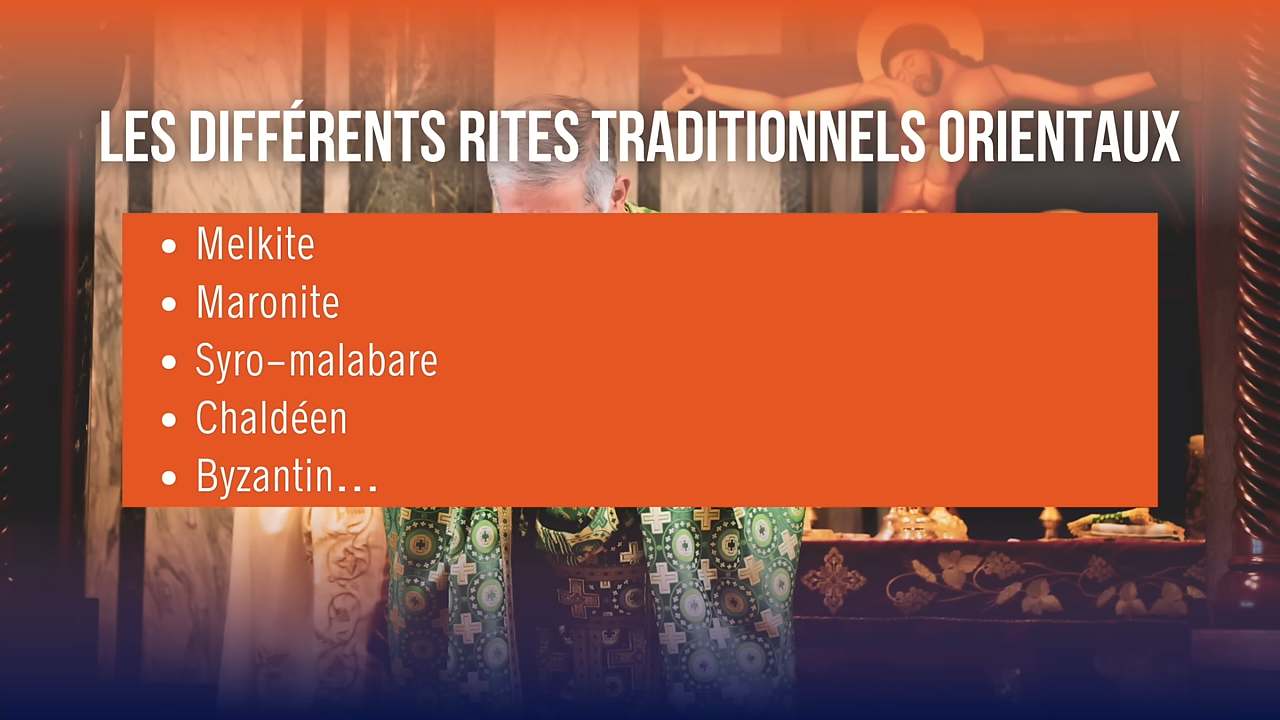 LES DIFFÉRENTS RITES TRADITIONNELS ORIENTAUX
• Melkite
• Maronite
• Syro-malabare
• Chaldéen
• Byzantin...